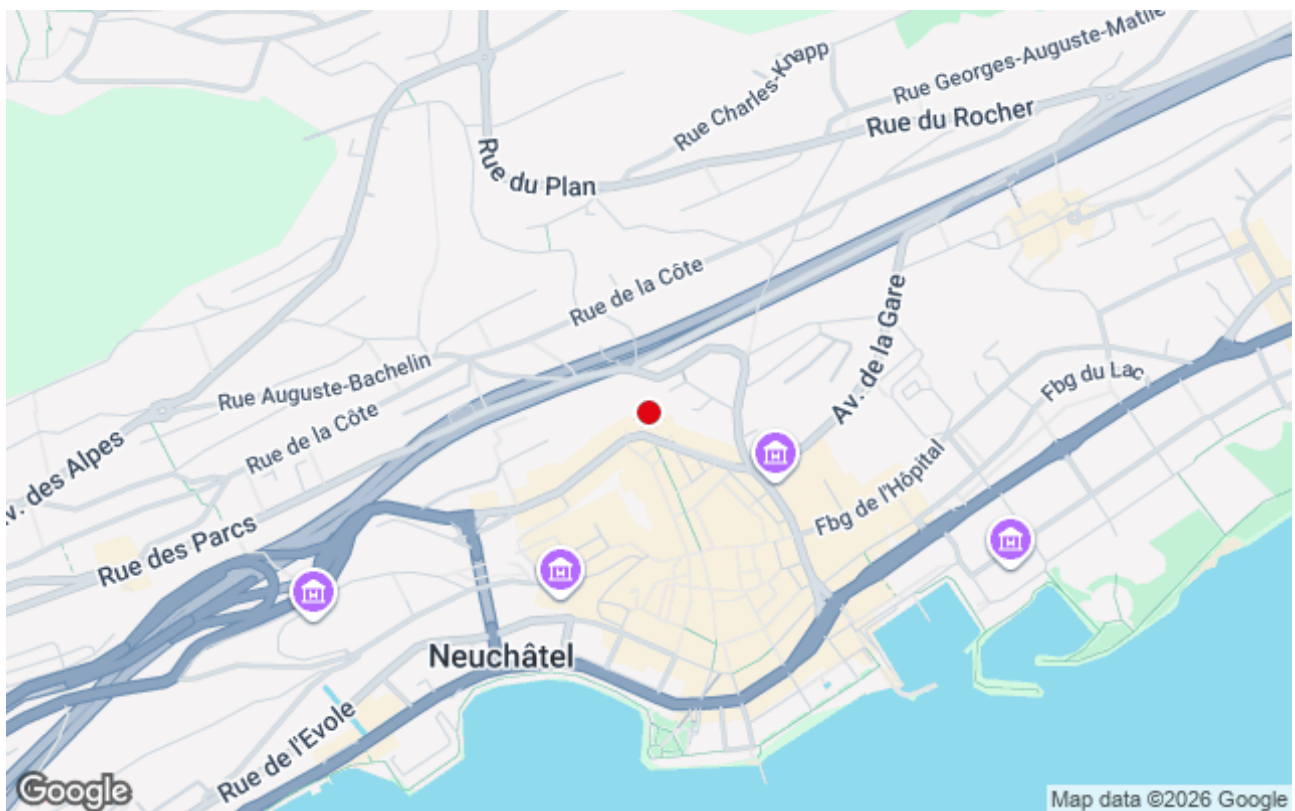 Rue Charles-Knapp
Rue Georges-Auguste-Matile
Rue du Rocher
Rue du Plan
Rue de la Côte
Av. de la Gare
Fbg du Lac
Rue Auguste-Bachelin
Rue de la Côte
Av. des Alpes
Fbg de l'Hôpital
Rue des Parcs
H
H
H
H
Neuchâtel
Rue de l'Evole
Google
Map data ©2026 Google